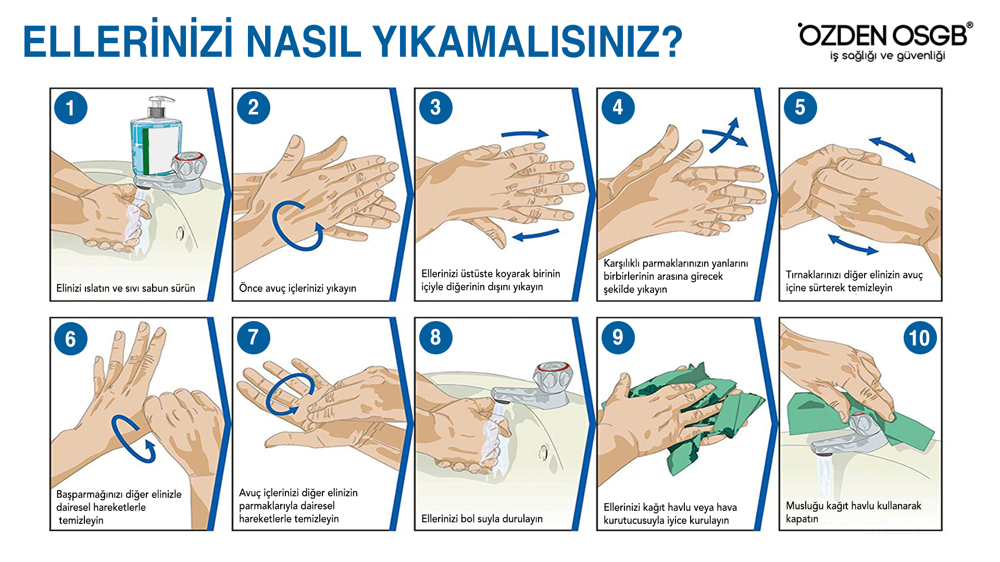 ELLERİNİZİ NASIL YIKAMALISINIZ?
ÖZDEN OSGB®
iş sağlığı ve güvenliği
1
Elinizi ıslatın ve sıvı sabun sürün
2
Önce avuç içlerinizi yıkayın
3
Ellerinizi üstüste koyarak birinin
içiyle diğerinin dışını yıkayın
4
Karşılıklı parmaklarınızın yanlarını
birbirlerinin arasına girecek
şekilde yıkayın
5
Tırnaklarınızı diğer elinizin avuç
içine sürterek temizleyin
6
Başparmağınızı diğer elinizle
dairesel hareketlerle
temizleyin
7
Avuç içlerinizi diğer elinizin
parmaklarıyla dairesel
hareketlerle temizleyin
8
Ellerinizi bol suyla durulayın
9
Ellerinizi kağıt havlu veya hava
kurutucusuyla iyice kurulayın
10
Musluğu kağıt havlu kullanarak
kapatın